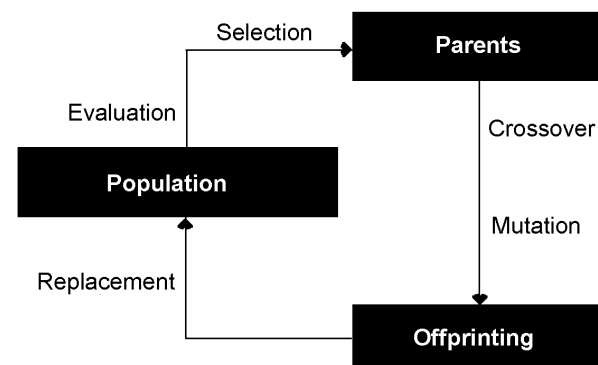 Selection
Parents
Evaluation
Crossover
Population
Mutation
Replacement
Offprinting